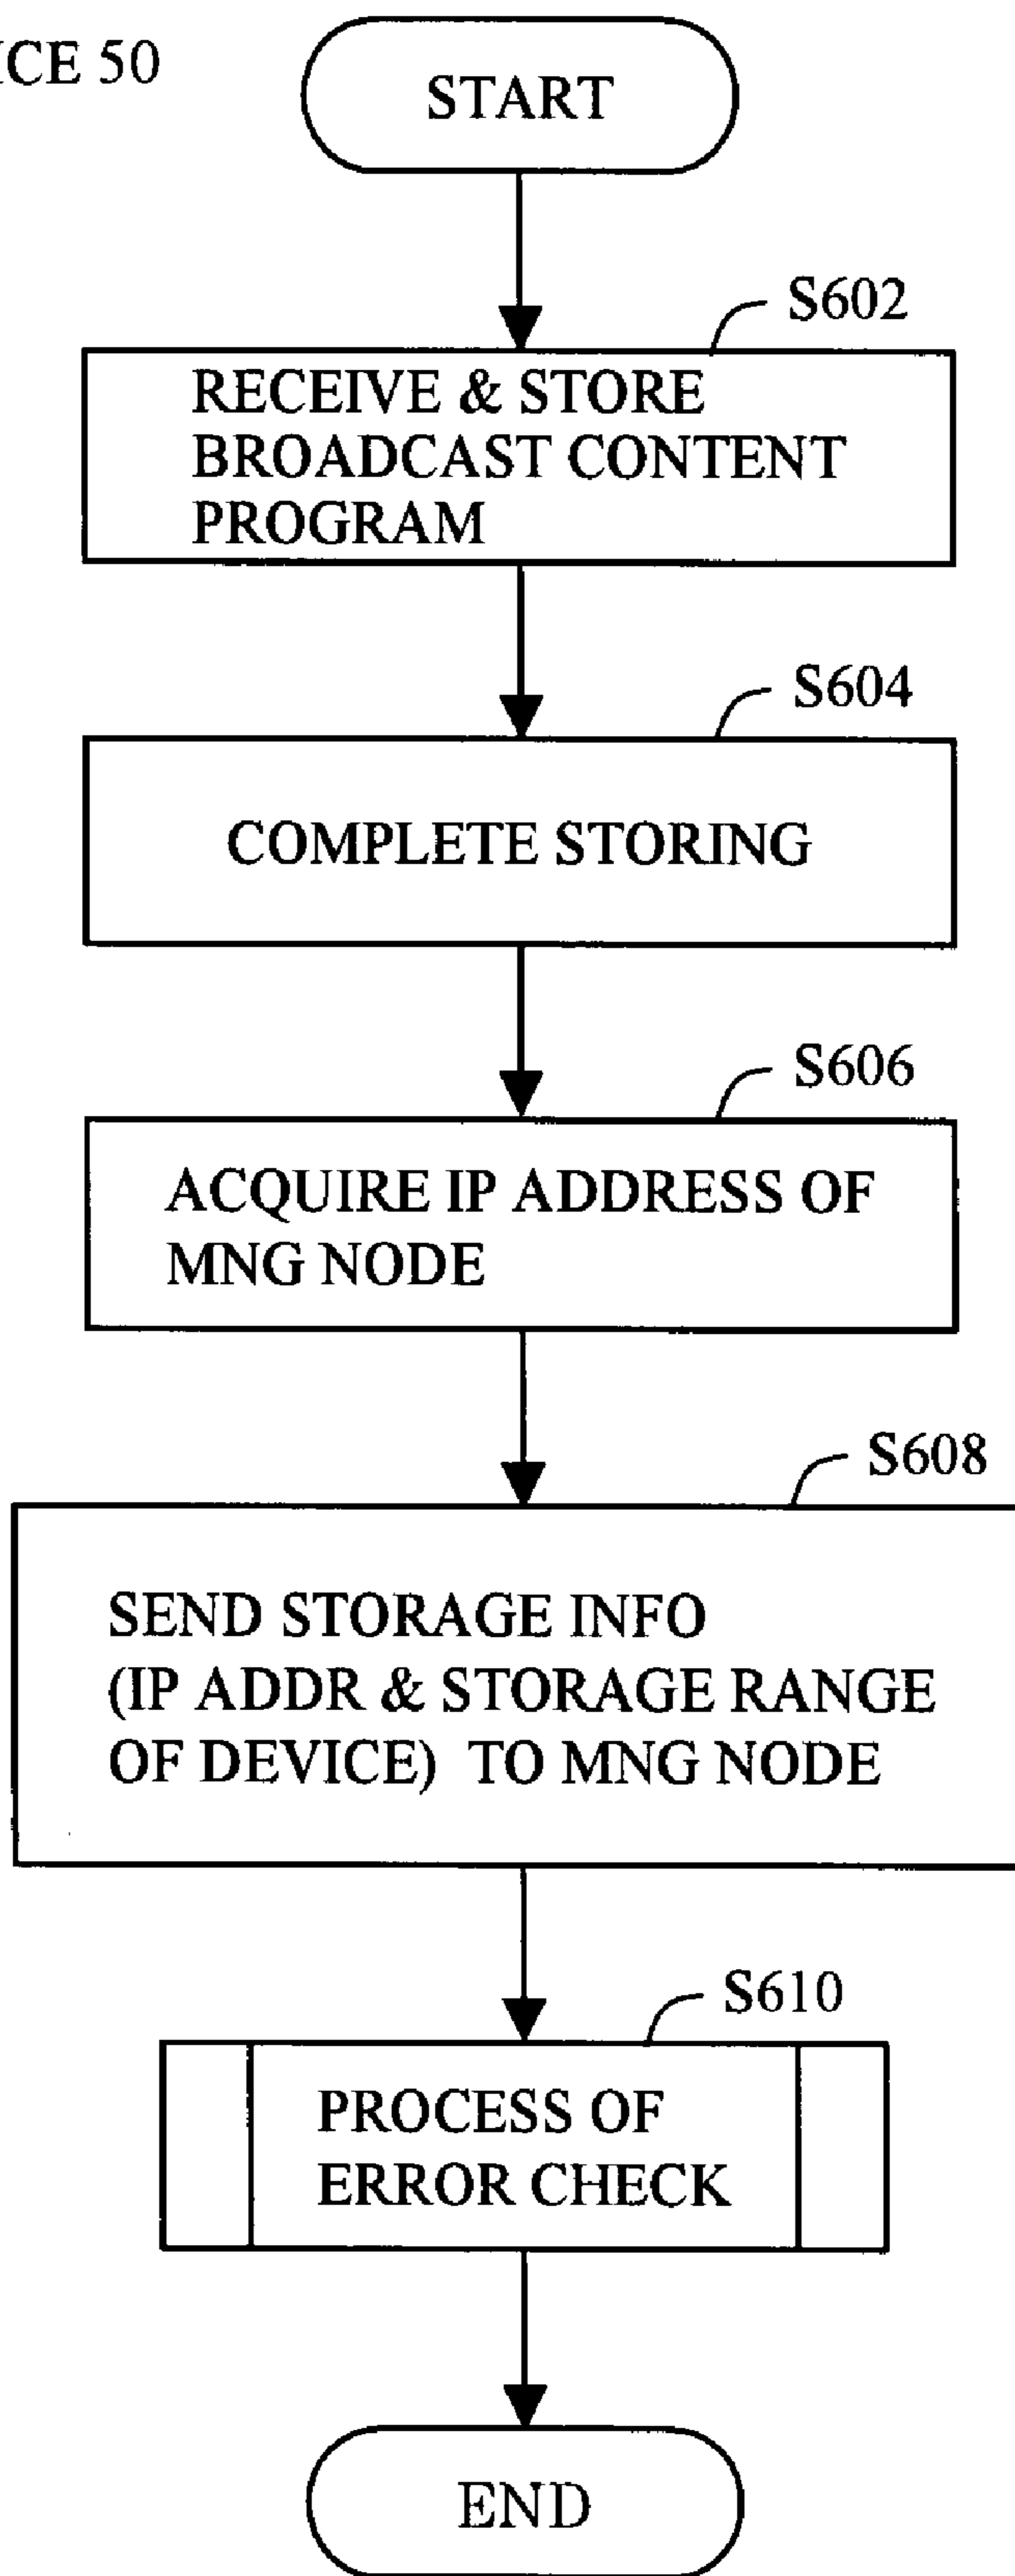 ICE 50
START
S602
RECEIVE & STORE
BROADCAST CONTENT
PROGRAM
S604
COMPLETE STORING
S606
ACQUIRE IP ADDRESS OF
MNG NODE
S608
SEND STORAGE INFO
(IP ADDR & STORAGE RANGE
OF DEVICE) TO MNG NODE
S610
PROCESS OF
ERROR CHECK
END